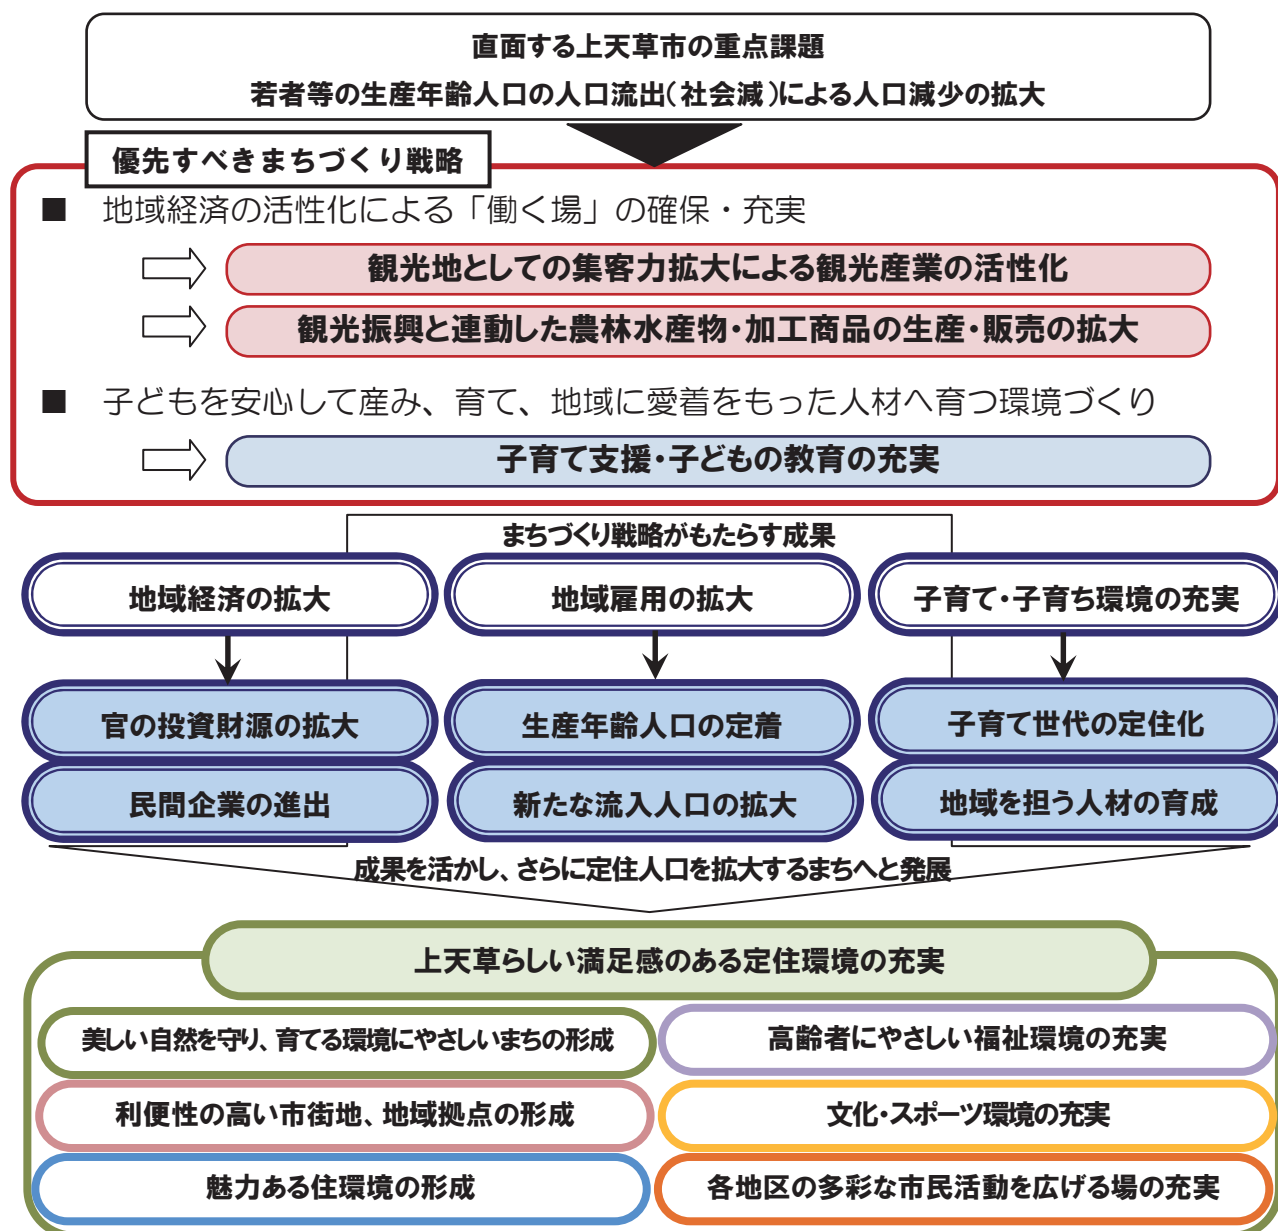 直面する上天草市の重点課題
若者等の生産年齢人口の人口流出(社会減)による人口減少の拡大
優先すべきまちづくり戦略
■ 地域経済の活性化による「働く場」の確保・充実
観光地としての集客力拡大による観光産業の活性化
観光振興と連動した農林水産物・加工商品の生産・販売の拡大
■ 子どもを安心して産み、育て、地域に愛着をもった人材へ育つ環境づくり
子育て支援・子どもの教育の充実
まちづくり戦略がもたらす成果
地域経済の拡大
地域雇用の拡大
子育て・子育ち環境の充実
官の投資財源の拡大
生産年齢人口の定着
子育て世代の定住化
民間企業の進出
新たな流入人口の拡大
地域を担う人材の育成
成果を活かし、さらに定住人口を拡大するまちへと発展
上天草らしい満足感のある定住環境の充実
美しい自然を守り、育てる環境にやさしいまちの形成
高齢者にやさしい福祉環境の充実
利便性の高い市街地、地域拠点の形成
文化・スポーツ環境の充実
魅力ある住環境の形成
各地区の多彩な市民活動を広げる場の充実